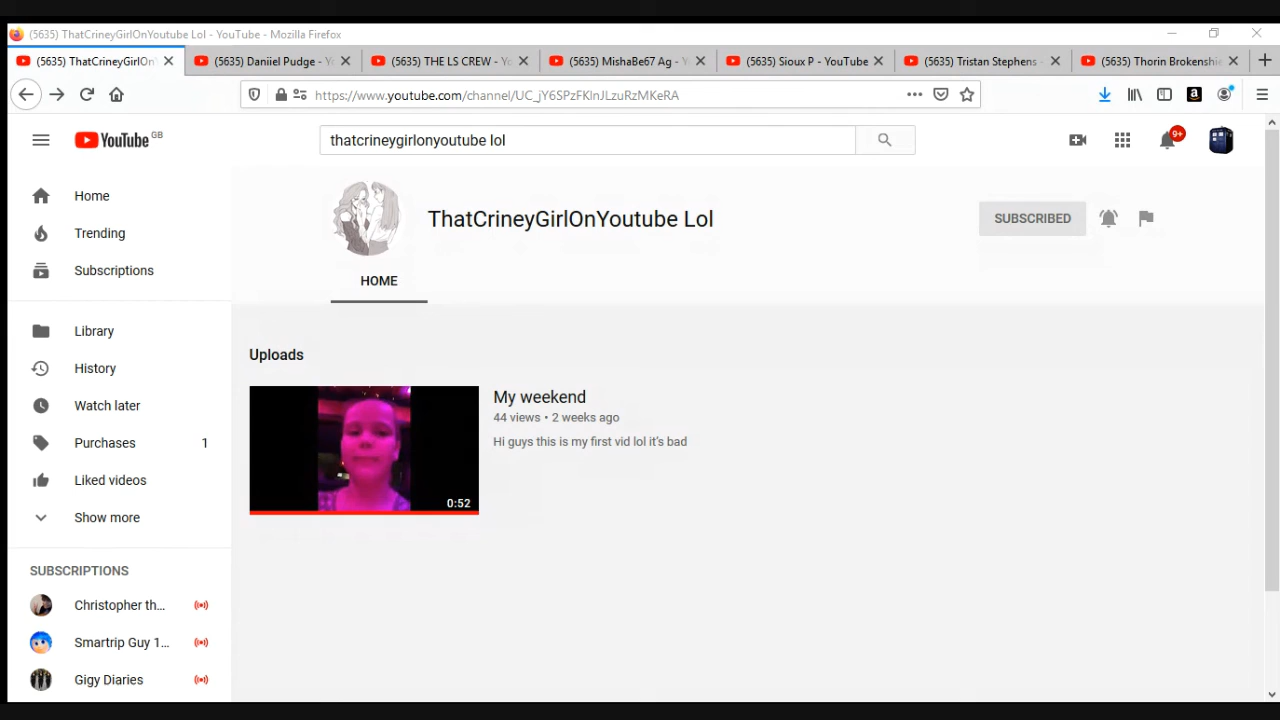 (5635) ThatCrineyGirlOnYoutube Lol - YouTube - Mozilla Firefox
(5635) ThatCrineyGirlOn
(5635) Daniiel Pudge - Y
(5635) THE LS CREW - Yo
(5635) MishaBe67 Ag - Y
(5635) Sioux P - YouTube
(5635) Tristan Stephens -
(5635) Thorin Brokenshi
https://www.youtube.com/channel/UC_jY6SPzFKlnJLzuRzMKeRA
YouTube GB
thatcrineygirlonyoutube lol
9+
Home
Trending
Subscriptions
Library
History
Watch later
Purchases 1
Liked videos
Show more
SUBSCRIPTIONS
Christopher th...
Smartrip Guy 1...
Gigy Diaries
ThatCrineyGirlOnYoutube Lol
SUBSCRIBED
HOME
Uploads
0:52
My weekend
44 views • 2 weeks ago
Hi guys this is my first vid lol it's bad